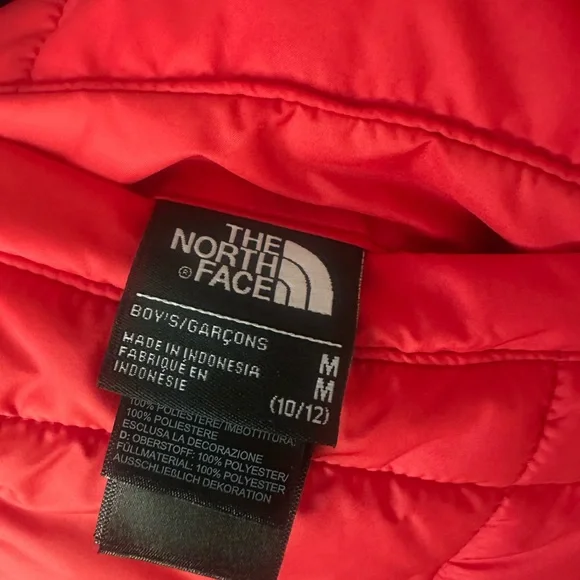 THE
NORTH
® FACE
BOY'S/GARÇONS
MADE IN INDONESIA
FABRIQUÉ EN
INDONÉSIE
M
M
(10/12)
100% POLIESTERE/IMBOTTITURA:
100% POLIESTERE
ESCLUSA LA DECORAZIONE
D: OBERSTOFF: 100% POLYESTER/
FÜLLMATERIAL: 100% POLYESTER
AUSSCHLIEßLICH DEKORATION